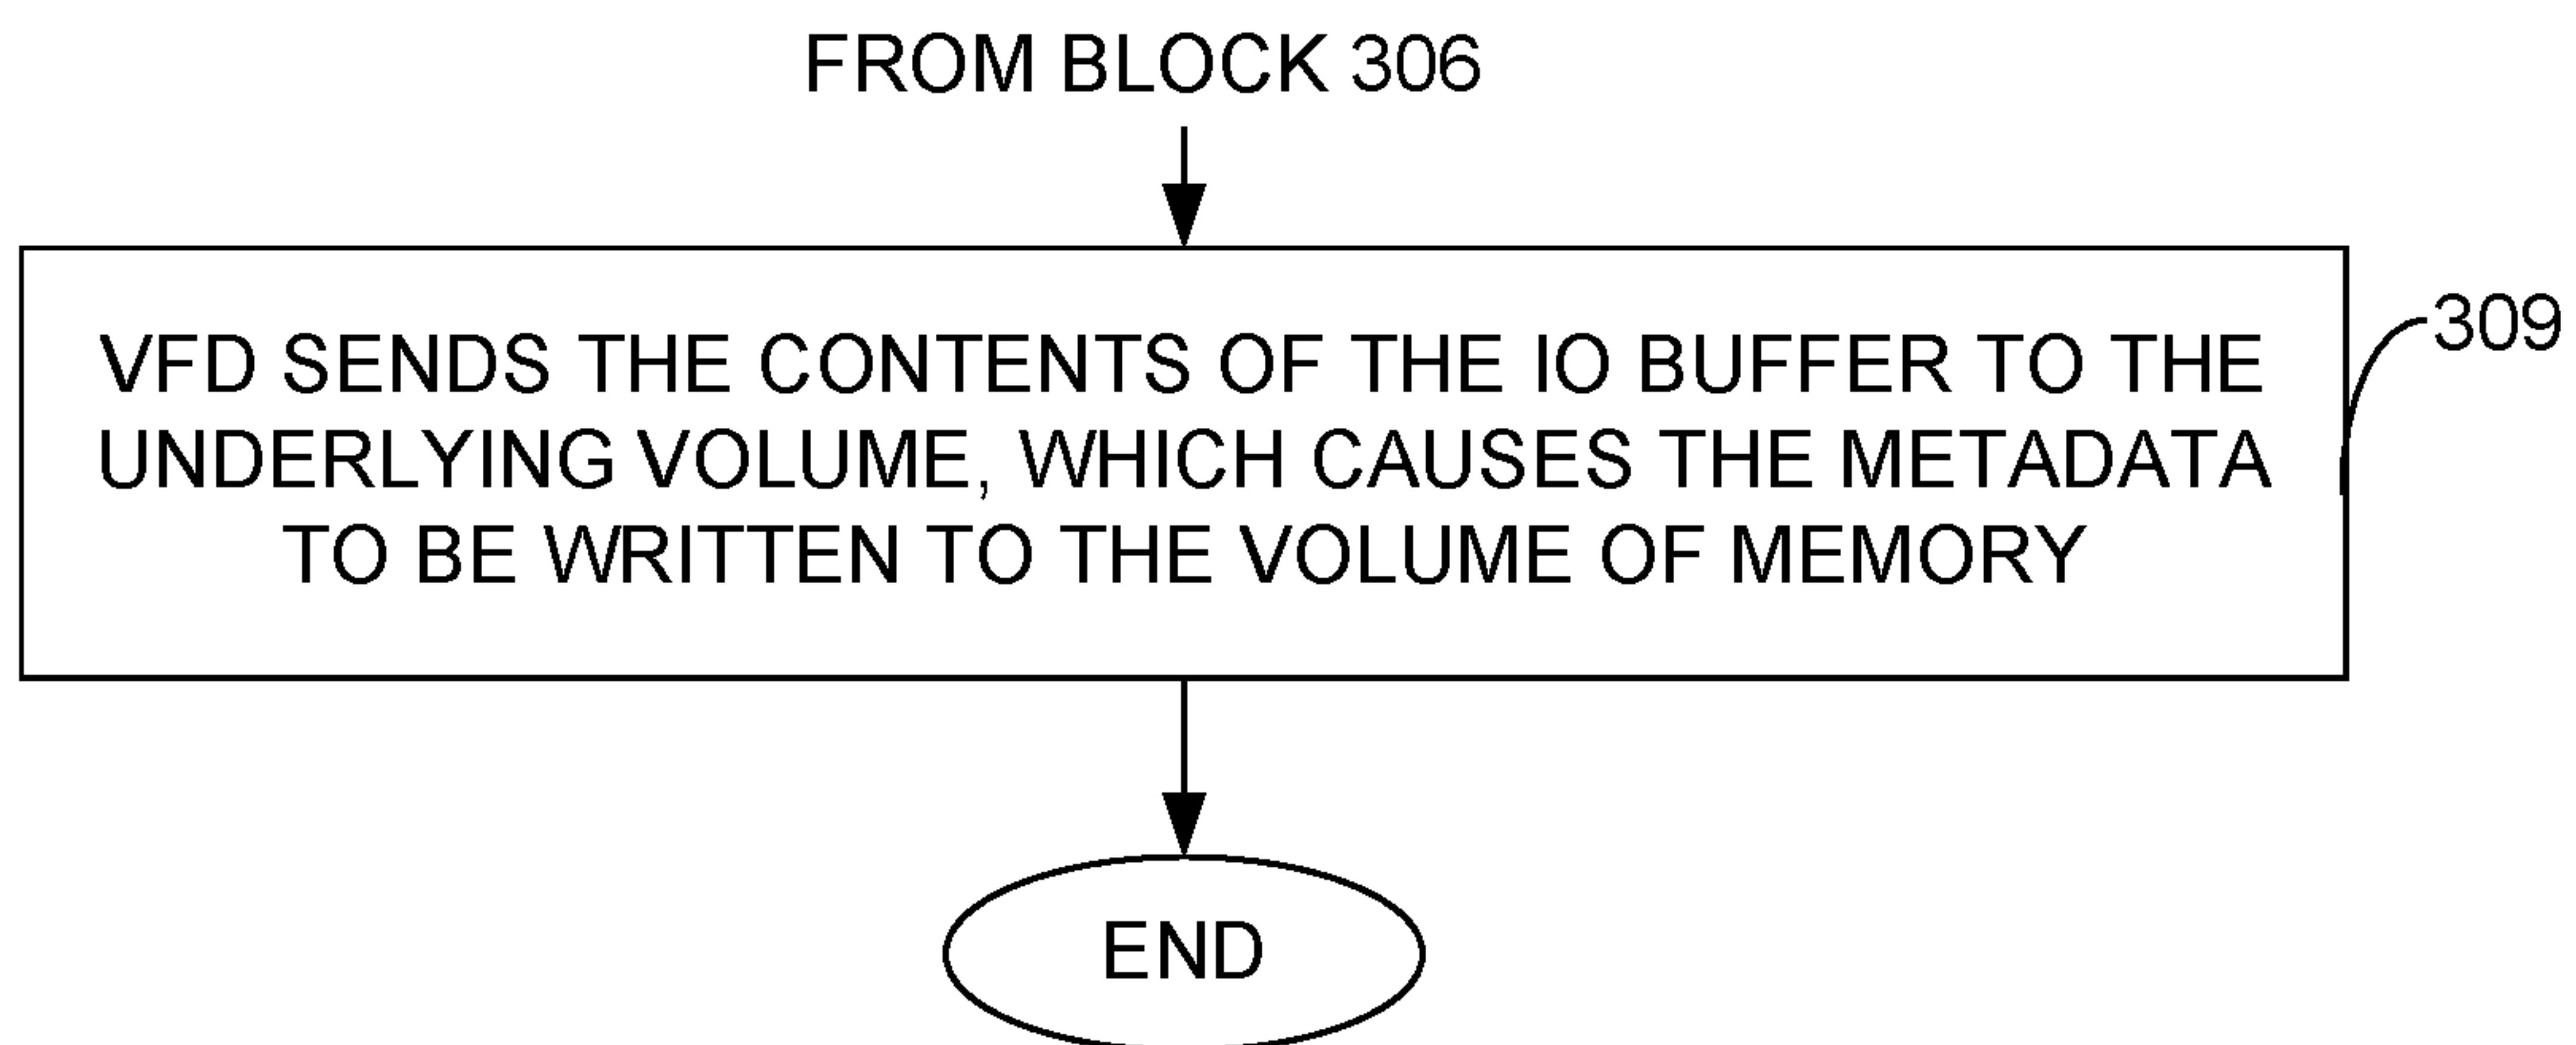 FROM BLOCK 306
VFD SENDS THE CONTENTS OF THE IO BUFFER TO THE
UNDERLYING VOLUME, WHICH CAUSES THE METADATA
TO BE WRITTEN TO THE VOLUME OF MEMORY
309
END